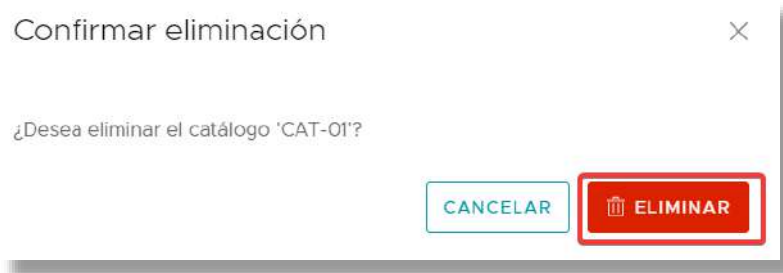 Confirmar eliminación
¿Desea eliminar el catálogo 'CAT-01'?
CANCELAR
ELIMINAR